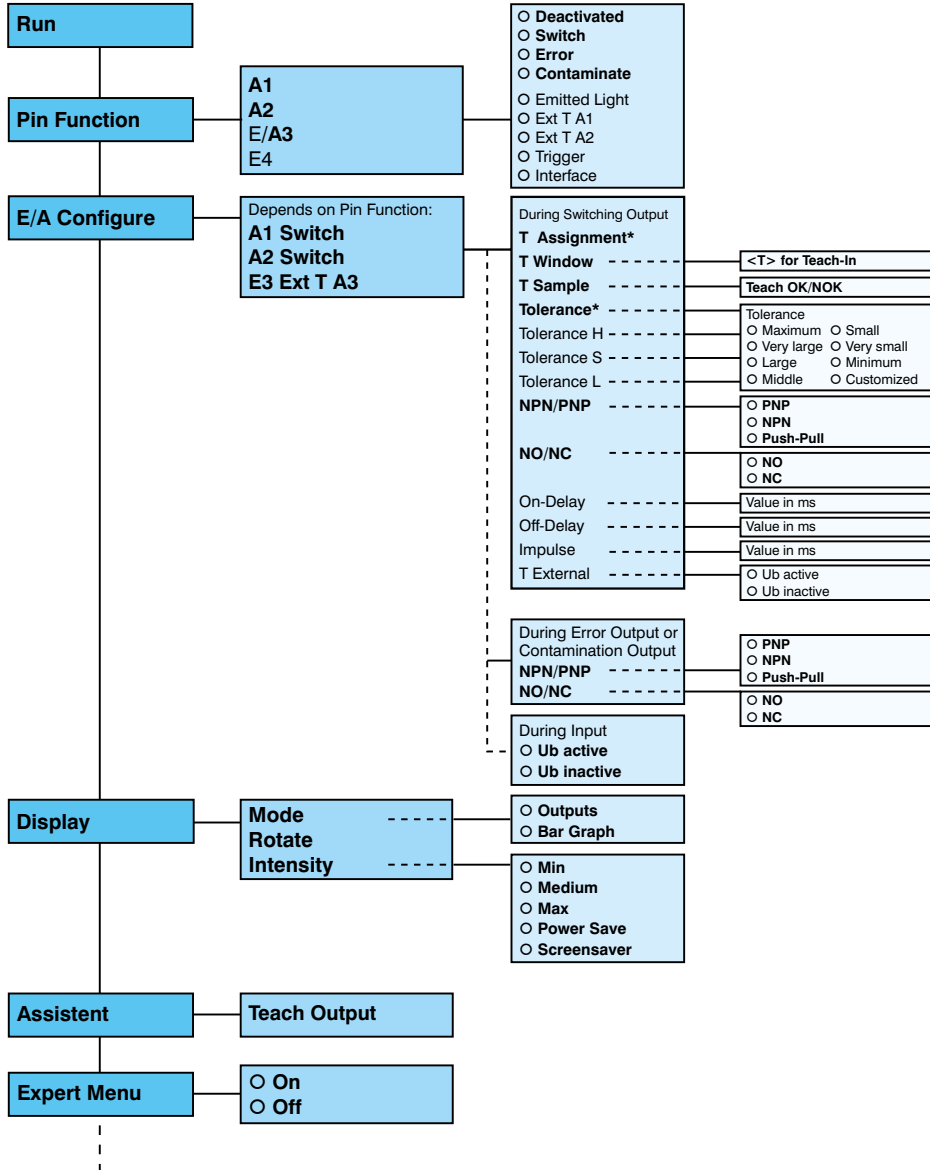 Run
Pin Function
A1
A2
E/A3
E4
○ Deactivated
○ Switch
○ Error
○ Contaminate
○ Emitted Light
○ Ext T A1
○ Ext T A2
○ Trigger
○ Interface
E/A Configure
Depends on Pin Function:
A1 Switch
A2 Switch
E3 Ext T A3
During Switching Output
T Assignment*
T Window
<T> for Teach-In
T Sample
Teach OK/NOK
Tolerance*
Tolerance H
Tolerance S
Tolerance L
Tolerance
○ Maximum ○ Small
○ Very large ○ Very small
○ Large ○ Minimum
○ Middle ○ Customized
NPN/PNP
○ PNP
○ NPN
○ Push-Pull
NO/NC
○ NO
○ NC
On-Delay
Value in ms
Off-Delay
Value in ms
Impulse
Value in ms
T External
○ Ub active
○ Ub inactive
During Error Output or
Contamination Output
NPN/PNP
NO/NC
○ PNP
○ NPN
○ Push-Pull
○ NO
○ NC
During Input
○ Ub active
○ Ub inactive
Display
Mode
Rotate
Intensity
○ Outputs
○ Bar Graph
○ Min
○ Medium
○ Max
○ Power Save
○ Screensaver
Assistent
Teach Output
Expert Menu
○ On
○ Off